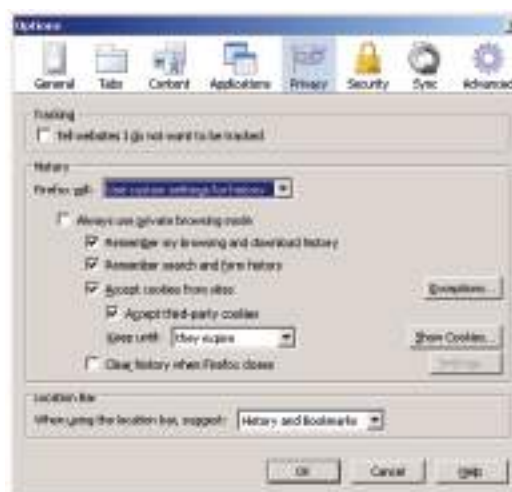 Options
General Tabs Content Applications Privacy Security Sync Advanced
Tracking
Tell websites I do not want to be tracked
History
Firefox will: Use custom settings for history
Always use private browsing mode
Remember my browsing and download history
Remember search and form history
Accept cookies from sites Exceptions...
Accept third-party cookies
Keep until: they expire Show Cookies...
Clear history when Firefox closes Settings...
Location Bar
When using the location bar, suggest: History and Bookmarks
OK Cancel Help